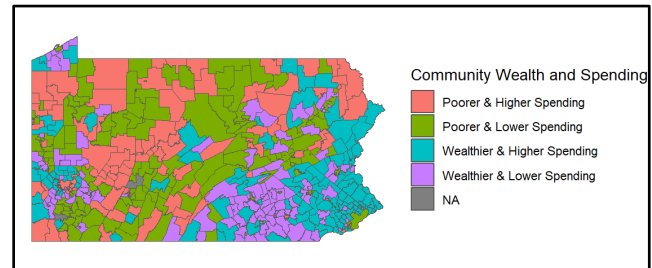 Community Wealth and Spending
Poorer & Higher Spending
Poorer & Lower Spending
Wealthier & Higher Spending
Wealthier & Lower Spending
NA